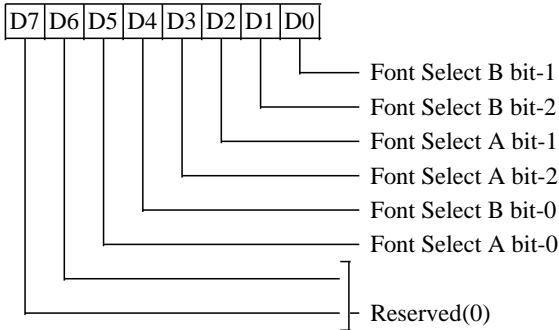 D7 D6 D5 D4 D3 D2 D1 D0
Font Select B bit-1
Font Select B bit-2
Font Select A bit-1
Font Select A bit-2
Font Select B bit-0
Font Select A bit-0
Reserved(0)